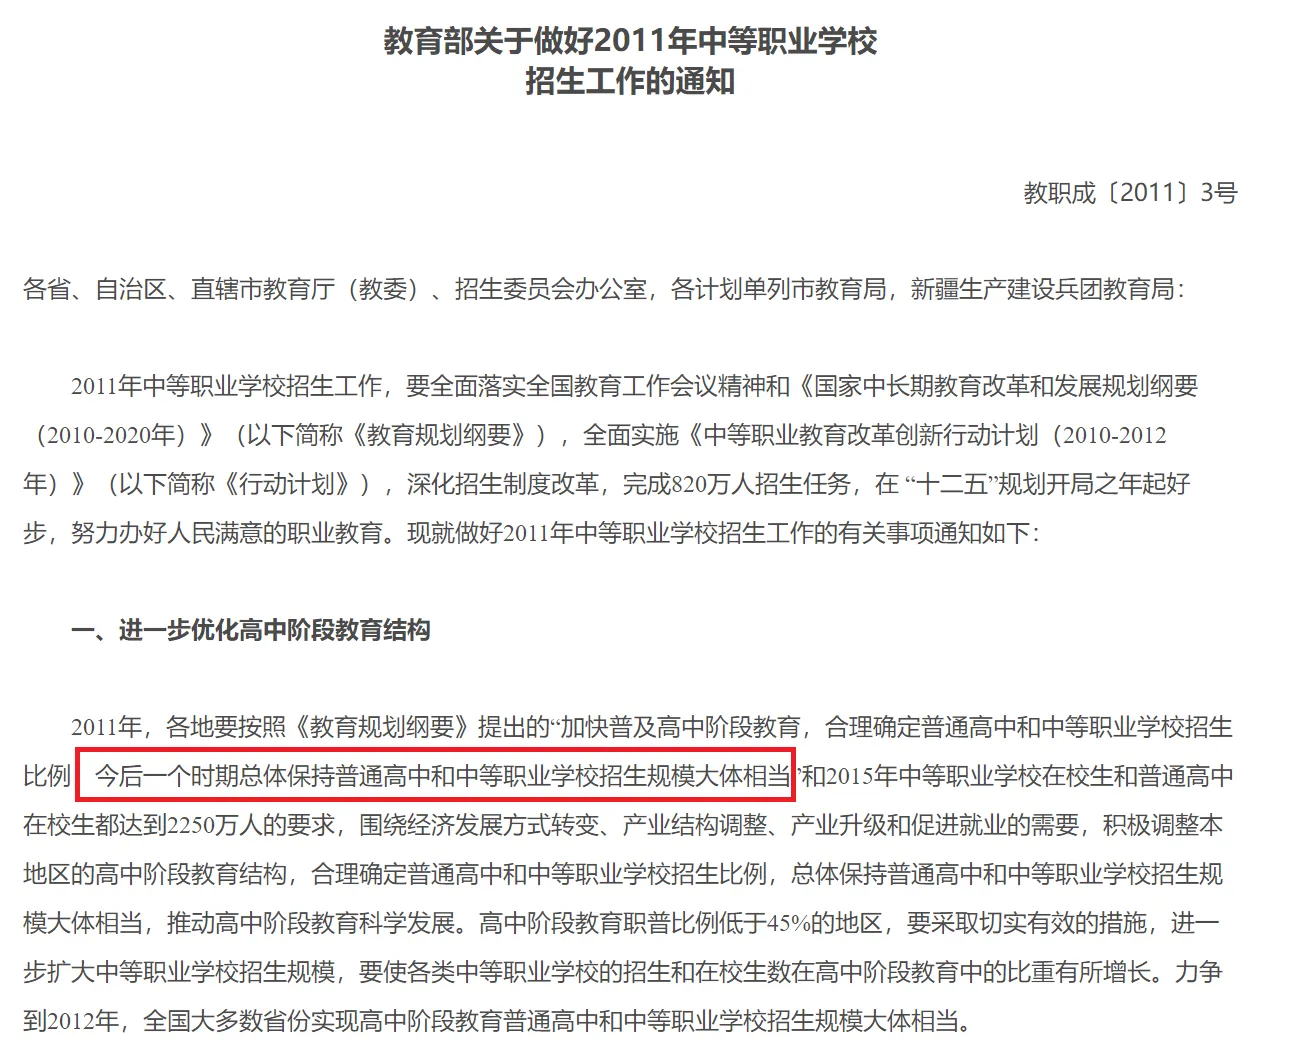 教育部关于做好2011年中等职业学校
招生工作的通知
教职成〔2011〕3号
各省、自治区、直辖市教育厅（教委）、招生委员会办公室，各计划单列市教育局，新疆生产建设兵团教育局：
2011年中等职业学校招生工作，要全面落实全国教育工作会议精神和《国家中长期教育改革和发展规划纲要
（2010-2020年）》（以下简称《教育规划纲要》），全面实施《中等职业教育改革创新行动计划（2010-2012
年）》（以下简称《行动计划》），深化招生制度改革，完成820万人招生任务，在 “十二五”规划开局之年起好
步，努力办好人民满意的职业教育。现就做好2011年中等职业学校招生工作的有关事项通知如下：
一、进一步优化高中阶段教育结构
2011年，各地要按照《教育规划纲要》提出的“加快普及高中阶段教育，合理确定普通高中和中等职业学校招生
比例 今后一个时期总体保持普通高中和中等职业学校招生规模大体相当”和2015年中等职业学校在校生和普通高中
在校生都达到2250万人的要求，围绕经济发展方式转变、产业结构调整、产业升级和促进就业的需要，积极调整本
地区的高中阶段教育结构，合理确定普通高中和中等职业学校招生比例，总体保持普通高中和中等职业学校招生规
模大体相当，推动高中阶段教育科学发展。高中阶段教育职普比例低于45%的地区，要采取切实有效的措施，进一
步扩大中等职业学校招生规模，要使各类中等职业学校的招生和在校生数在高中阶段教育中的比重有所增长。力争
到2012年，全国大多数省份实现高中阶段教育普通高中和中等职业学校招生规模大体相当。